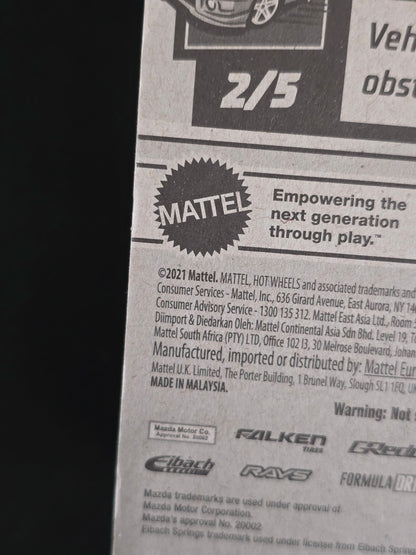 2/5
Veh
obst
MATTEL
Empowering the
next generation
through play.™
©2021 Mattel. MATTEL, HOT WHEELS and associated trademarks and
Consumer Services - Mattel, Inc., 636 Girard Avenue, East Aurora, NY 14
Consumer Advisory Service - 1300 135 312. Mattel East Asia Ltd., Room
Diimport & Diedarkan Oleh: Mattel Continental Asia Sdn Bhd. Level 19, T
Mattel South Africa (PTY) LTD, Office 102 I3, 30 Melrose Boulevard, Johan
Manufactured, imported or distributed by: Mattel Eur
Mattel U.K. Limited, The Porter Building, 1 Brunel Way, Slough SL1 1FQ, U
MADE IN MALAYSIA.
Warning: Not
Mazda Motor Co.
Approval No. 20002
FALKEN
TIRES
GReddy
Eibach
RAYS
FORMULA DR
Mazda trademarks are used under approval of
Mazda Motor Corporation.
Mazda's approval No. 20002
Eibach Springs trademark used under license from Eibach Spring